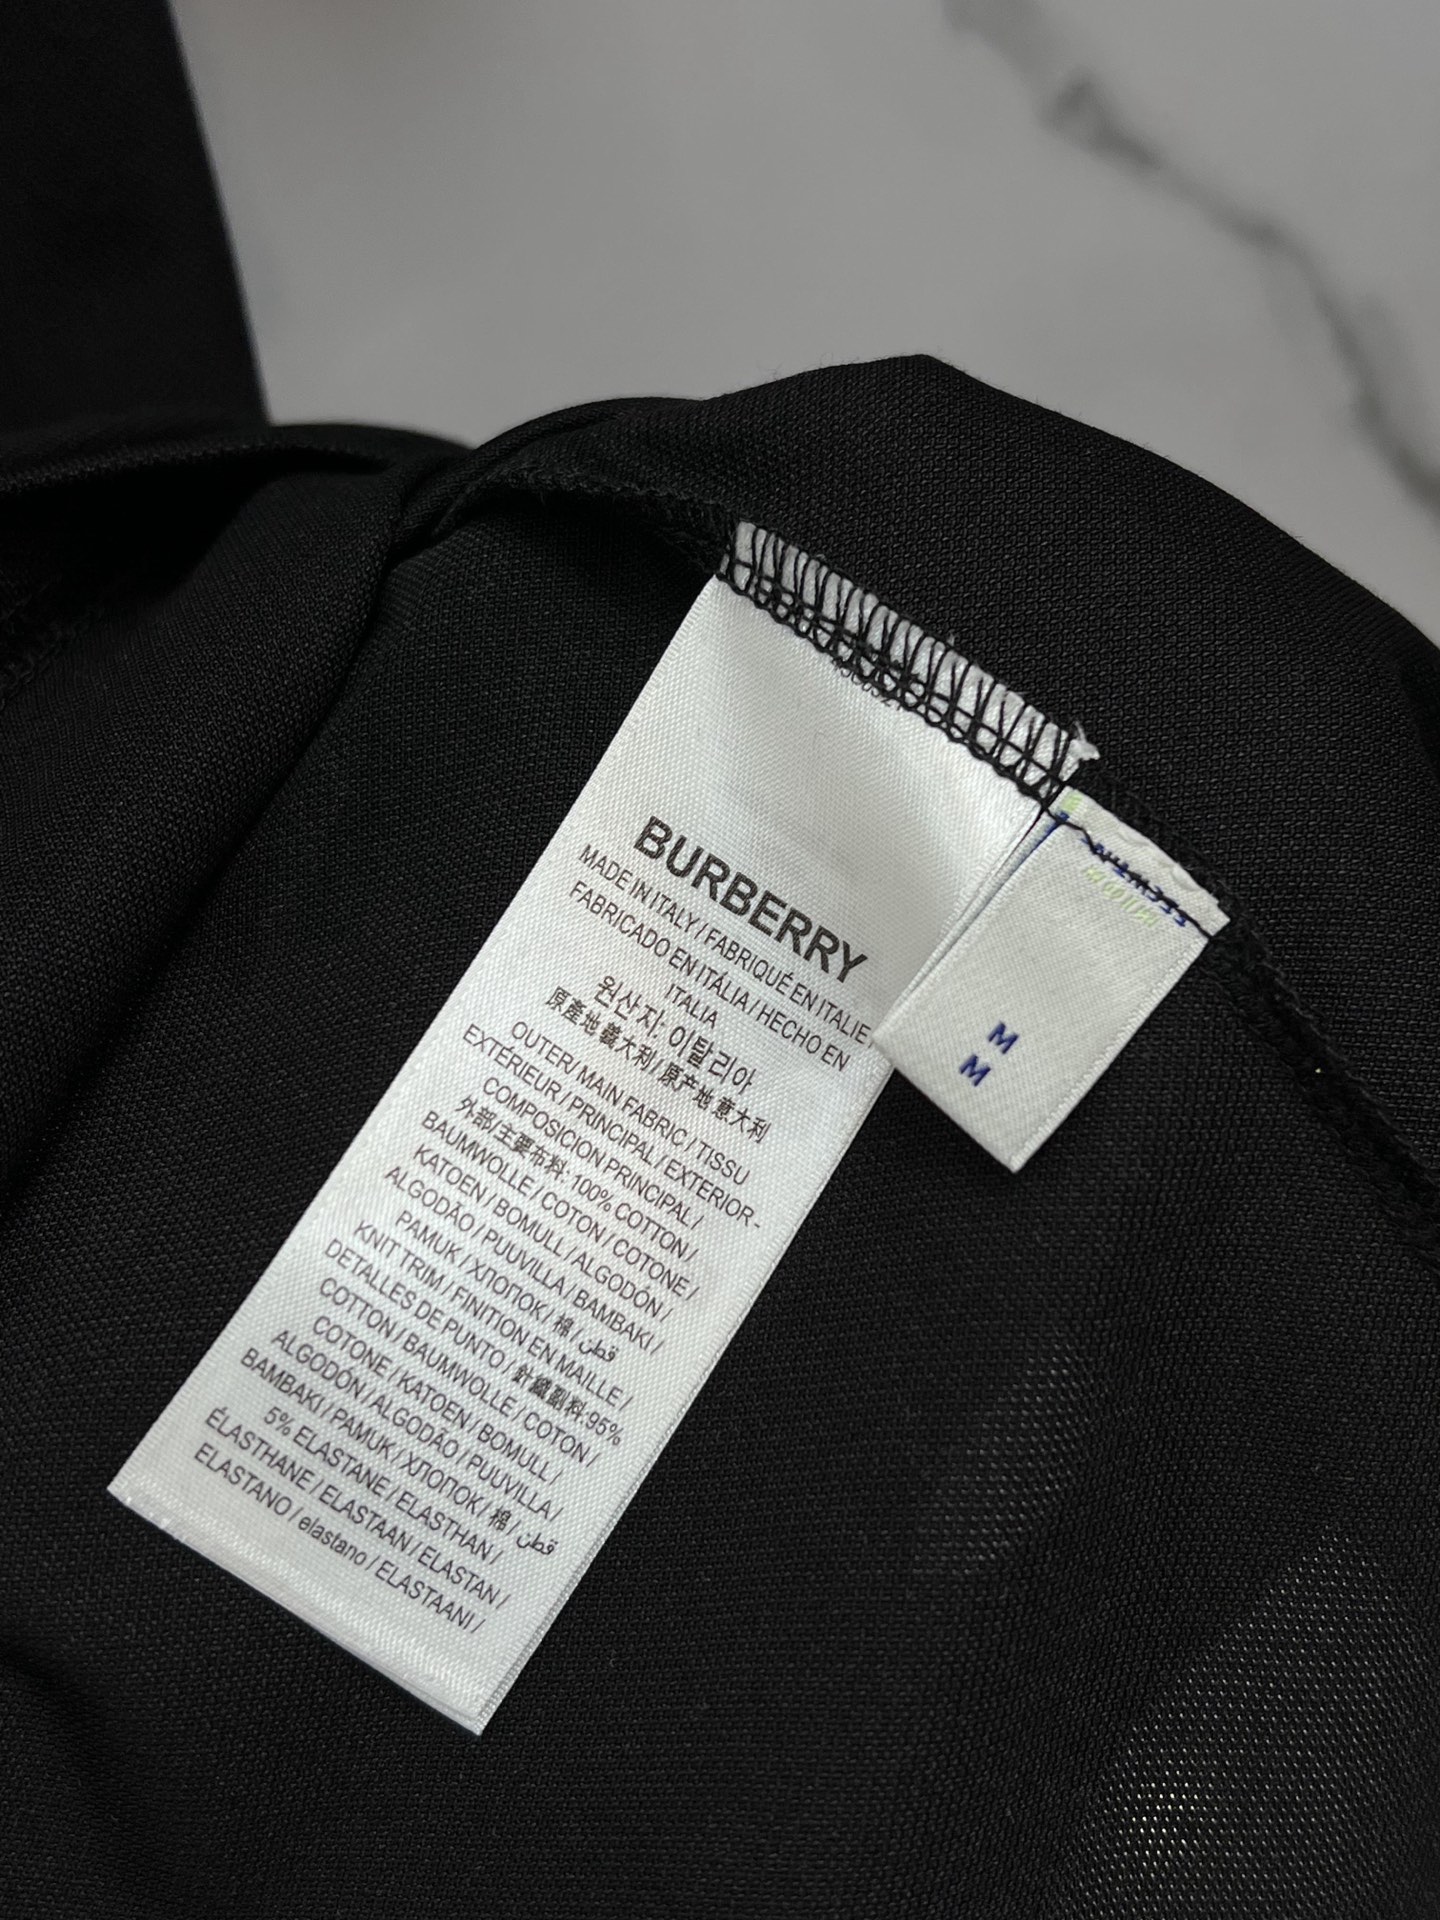 BURBERRY
MADE IN ITALY / FABRIQUÉ EN ITALIE /
FABRICADO EN ITÁLIA / HECHO EN
ITALIA
원산지: 이탈리아
原產地 義大利 / 原产地 意大利
OUTER/ MAIN FABRIC / TISSU
EXTÉRIEUR / PRINCIPAL / EXTERIOR -
COMPOSICION PRINCIPAL /
外部/主要布料: 100% COTTON /
BAUMWOLLE / COTON / COTONE /
KATOEN / BOMULL / ALGODÓN /
ALGODÃO / PUUVILLA / BAMBAKI /
PAMUK / ХЛОПОК / 棉 / قطن
KNIT TRIM / FINITION EN MAILLE /
DETALLES DE PUNTO / 針織副料: 95%
COTTON / BAUMWOLLE / COTON /
COTONE / KATOEN / BOMULL /
ALGODÓN / ALGODÃO / PUUVILLA /
BAMBAKI / PAMUK / ХЛОПОК / 棉 / قطن
5% ELASTANE / ELASTHAN /
ÉLASTHANE / ELASTAAN / ELASTAN /
ELASTANO / elastano / ELASTAANI /
M
M